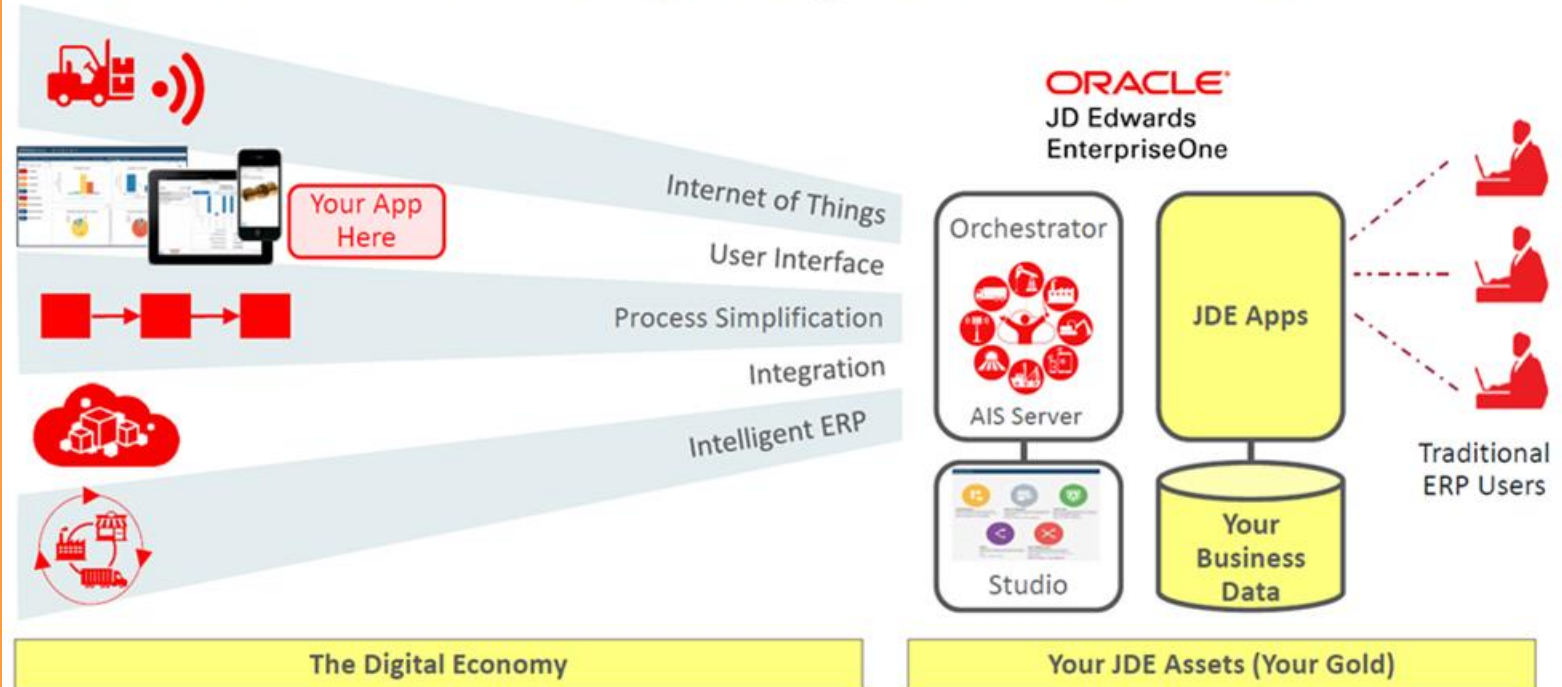 ORACLE®
JD Edwards
EnterpriseOne
Your App
Here
Internet of Things
User Interface
Process Simplification
Integration
Intelligent ERP
Orchestrator
AIS Server
Studio
JDE Apps
Your
Business
Data
Traditional
ERP Users
The Digital Economy
Your JDE Assets (Your Gold)